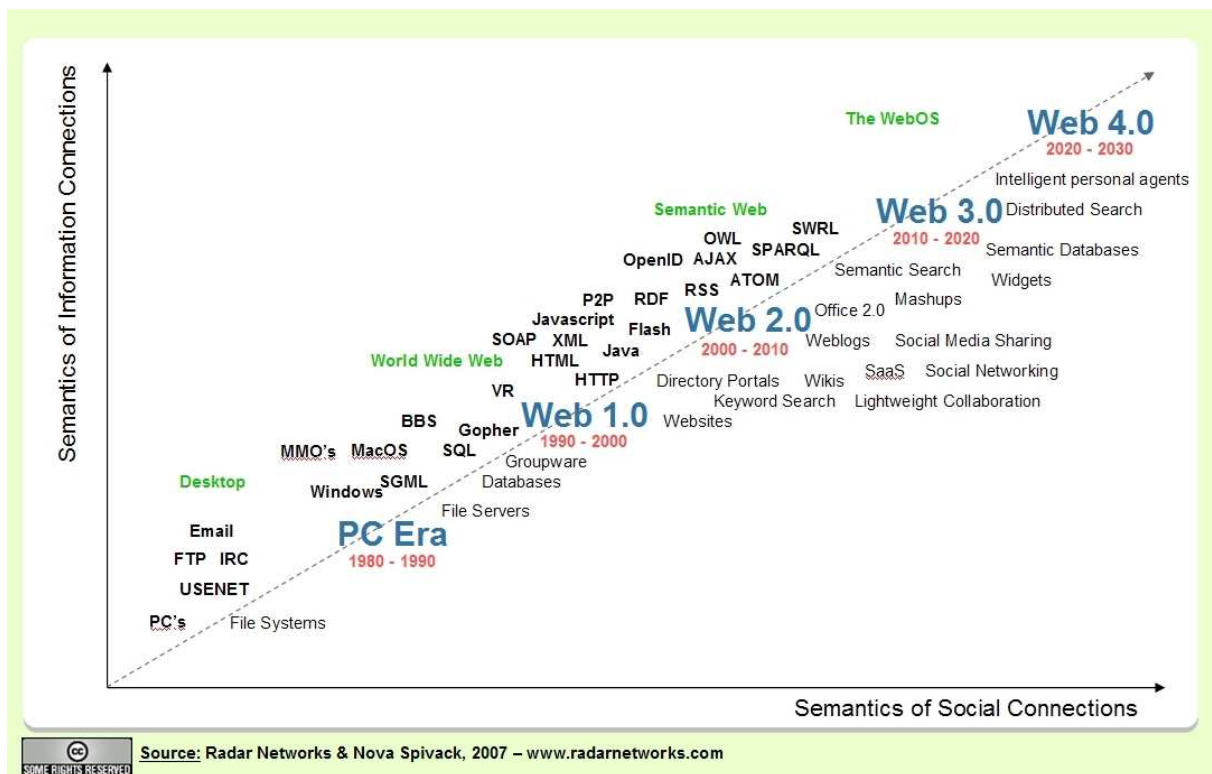 Semantics of Information Connections
The WebOS
Web 4.0
2020 - 2030
Intelligent personal agents
Semantic Web
Web 3.0
Distributed Search
2010 - 2020
SWRL
OWL
SPARQL
Semantic Databases
OpenID
AJAX
Semantic Search
Widgets
ATOM
RSS
P2P
RDF
Mashups
Office 2.0
Javascript
Flash
Web 2.0
2000 - 2010
SOAP
XML
Java
Weblogs
Social Media Sharing
World Wide Web
HTML
HTTP
Directory Portals
Wikis
SaaS
Social Networking
VR
Keyword Search
Lightweight Collaboration
BBS
Gopher
Web 1.0
1990 - 2000
Websites
MMO's
MacOS
SQL
Groupware
Desktop
Windows
SGML
Databases
File Servers
Email
PC Era
1980 - 1990
FTP
IRC
USENET
PC's
File Systems
Semantics of Social Connections
cc
SOME RIGHTS RESERVED
Source: Radar Networks & Nova Spivack, 2007 – www.radarnetworks.com